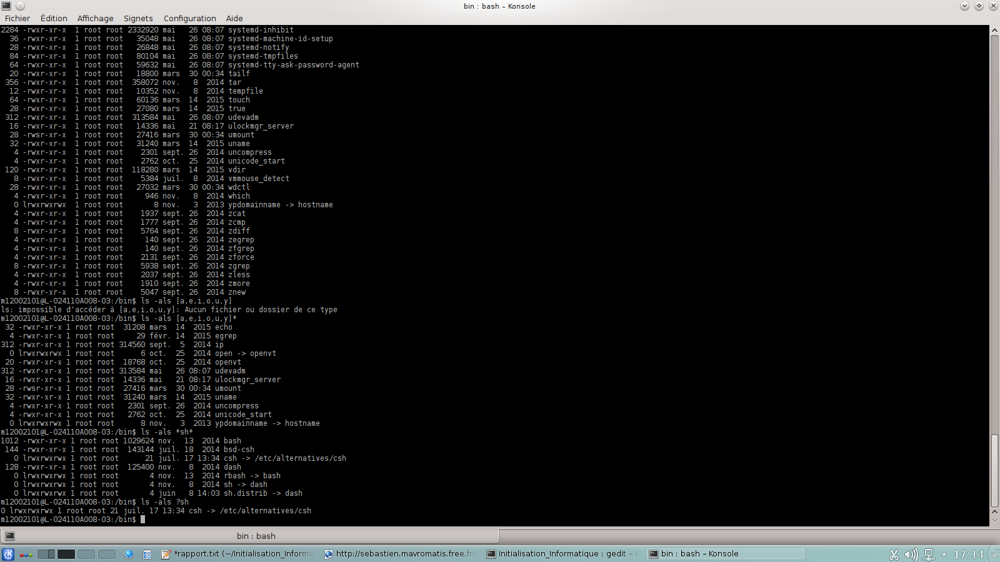 bin : bash – Konsole
Fichier Édition Affichage Signets Configuration Aide
2284 -rwxr-xr-x  1 root root 2332920 mai   26 08:07 systemd-inhibit
  36 -rwxr-xr-x  1 root root   35048 mai   26 08:07 systemd-machine-id-setup
  28 -rwxr-xr-x  1 root root   26848 mai   26 08:07 systemd-notify
  84 -rwxr-xr-x  1 root root   80104 mai   26 08:07 systemd-tmpfiles
  64 -rwxr-xr-x  1 root root   59632 mai   26 08:07 systemd-tty-ask-password-agent
  20 -rwxr-xr-x  1 root root   18800 mars  30 00:34 tailf
 356 -rwxr-xr-x  1 root root  358072 nov.   8  2014 tar
  12 -rwxr-xr-x  1 root root   10352 nov.   8  2014 tempfile
  64 -rwxr-xr-x  1 root root   60136 mars  14  2015 touch
  28 -rwxr-xr-x  1 root root   27080 mars  14  2015 true
 312 -rwxr-xr-x  1 root root  313584 mai   26 08:07 udevadm
  16 -rwxr-xr-x  1 root root   14336 mai   21 08:17 ulockmgr_server
  28 -rwsr-xr-x  1 root root   27416 mars  30 00:34 umount
  32 -rwxr-xr-x  1 root root   31240 mars  14  2015 uname
   4 -rwxr-xr-x  1 root root    2301 sept. 26  2014 uncompress
   4 -rwxr-xr-x  1 root root    2762 oct.  25  2014 unicode_start
 120 -rwxr-xr-x  1 root root  118280 mars  14  2015 vdir
   8 -rwxr-xr-x  1 root root    5384 juil.  8  2014 vmmouse_detect
  28 -rwxr-xr-x  1 root root   27032 mars  30 00:34 wdctl
   4 -rwxr-xr-x  1 root root     946 nov.   8  2014 which
   0 lrwxrwxrwx  1 root root       8 nov.   3  2013 ypdomainname -> hostname
   4 -rwxr-xr-x  1 root root    1937 sept. 26  2014 zcat
   4 -rwxr-xr-x  1 root root    1777 sept. 26  2014 zcmp
   8 -rwxr-xr-x  1 root root    5764 sept. 26  2014 zdiff
   4 -rwxr-xr-x  1 root root     140 sept. 26  2014 zegrep
   4 -rwxr-xr-x  1 root root     140 sept. 26  2014 zfgrep
   4 -rwxr-xr-x  1 root root    2131 sept. 26  2014 zforce
   8 -rwxr-xr-x  1 root root    5938 sept. 26  2014 zgrep
   4 -rwxr-xr-x  1 root root    2037 sept. 26  2014 zless
   4 -rwxr-xr-x  1 root root    1910 sept. 26  2014 zmore
   8 -rwxr-xr-x  1 root root    5047 sept. 26  2014 znew
m12002101@L-024110A008-03:/bin$ ls -als [a,e,i,o,u,y]
ls: impossible d'accéder à [a,e,i,o,u,y]: Aucun fichier ou dossier de ce type
m12002101@L-024110A008-03:/bin$ ls -als [a,e,i,o,u,y]*
 32 -rwxr-xr-x 1 root root  31208 mars  14  2015 echo
  4 -rwxr-xr-x 1 root root     29 févr. 14  2015 egrep
312 -rwxr-xr-x 1 root root 314560 sept.  5  2014 ip
  0 lrwxrwxrwx 1 root root      6 oct.  25  2014 open -> openvt
 20 -rwxr-xr-x 1 root root  18768 oct.  25  2014 openvt
312 -rwxr-xr-x 1 root root 313584 mai   26 08:07 udevadm
 16 -rwxr-xr-x 1 root root  14336 mai   21 08:17 ulockmgr_server
 28 -rwsr-xr-x 1 root root  27416 mars  30 00:34 umount
 32 -rwxr-xr-x 1 root root  31240 mars  14  2015 uname
  4 -rwxr-xr-x 1 root root   2301 sept. 26  2014 uncompress
  4 -rwxr-xr-x 1 root root   2762 oct.  25  2014 unicode_start
  0 lrwxrwxrwx 1 root root      8 nov.   3  2013 ypdomainname -> hostname
m12002101@L-024110A008-03:/bin$ ls -als *sh*
1012 -rwxr-xr-x 1 root root 1029624 nov.  13  2014 bash
 144 -rwxr-xr-x 1 root root  143144 juil. 18  2014 bsd-csh
   0 lrwxrwxrwx 1 root root      21 juil. 17 13:34 csh -> /etc/alternatives/csh
 128 -rwxr-xr-x 1 root root  125400 nov.   8  2014 dash
   0 lrwxrwxrwx 1 root root       4 nov.  13  2014 rbash -> bash
   0 lrwxrwxrwx 1 root root       4 nov.   8  2014 sh -> dash
   0 lrwxrwxrwx 1 root root       4 juin   8 14:03 sh.distrib -> dash
m12002101@L-024110A008-03:/bin$ ls -als ?sh
0 lrwxrwxrwx 1 root root 21 juil. 17 13:34 csh -> /etc/alternatives/csh
m12002101@L-024110A008-03:/bin$
bin : bash
*rapport.txt (~/Initialisation_Informa http://sebastien.mavromatis.free.fr/ Initialisation_Informatique : gedit – bin : bash – Konsole 17:14